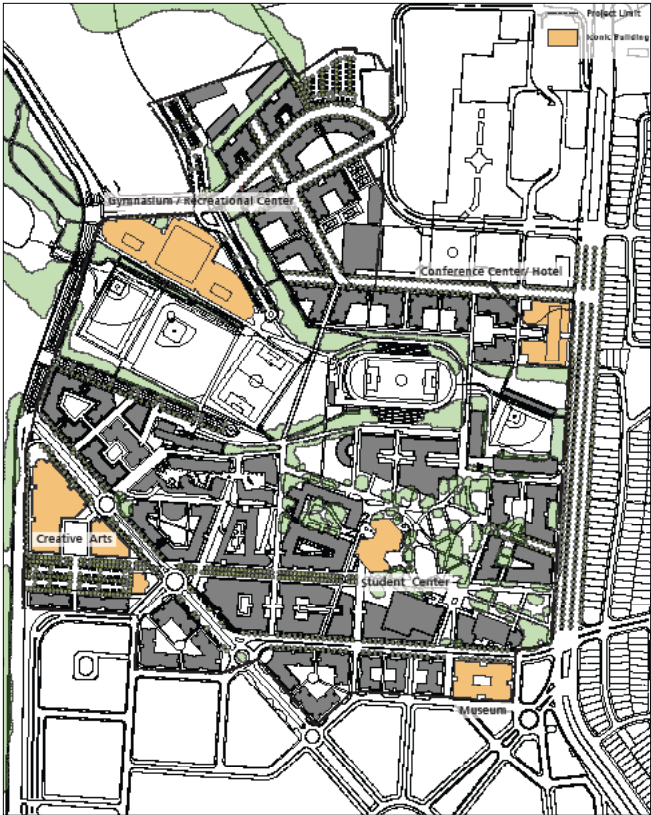 Project Limit
Iconic Building
Gymnasium / Recreational Center
Conference Center/ Hotel
Creative Arts
Student Center
Museum